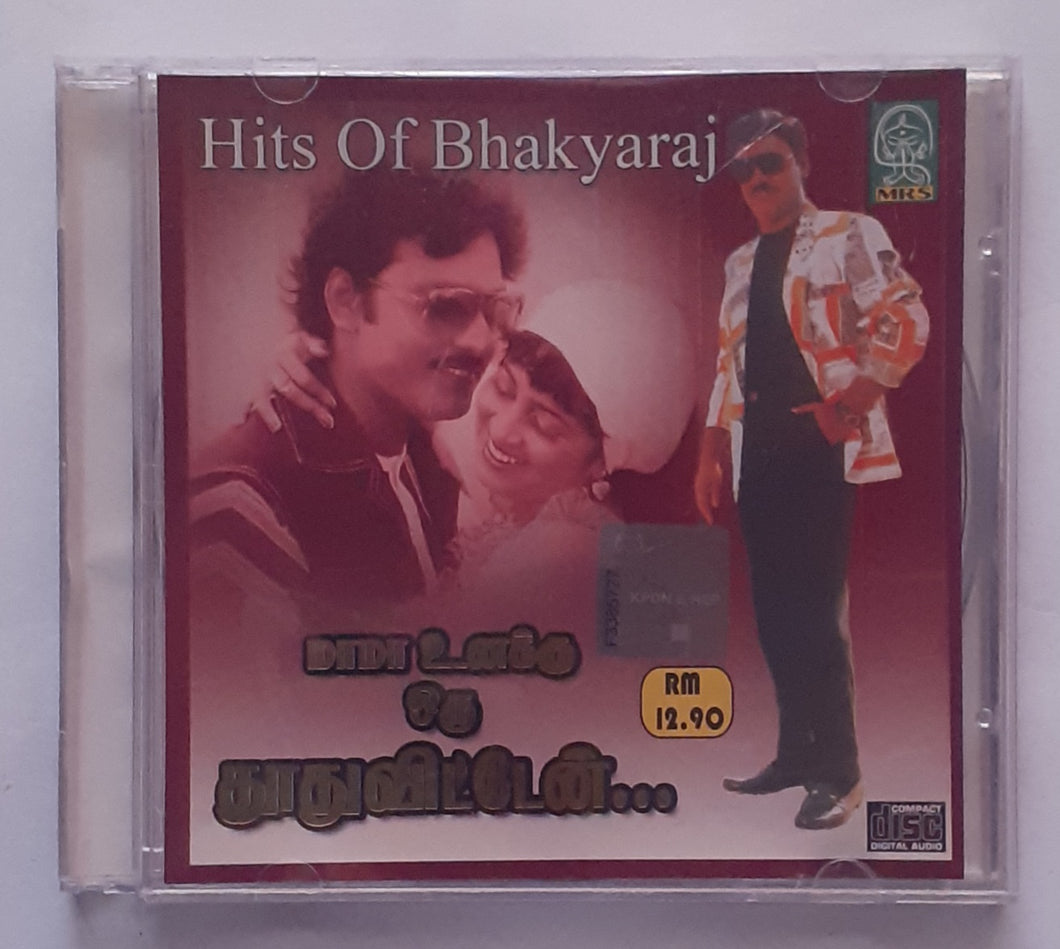 Hits Of Bhakyaraj
MRS
மாமா உனக்கு
ஒரு
தூதுவிட்டேன்...
RM
12.90
COMPACT
disc
DIGITAL AUDIO